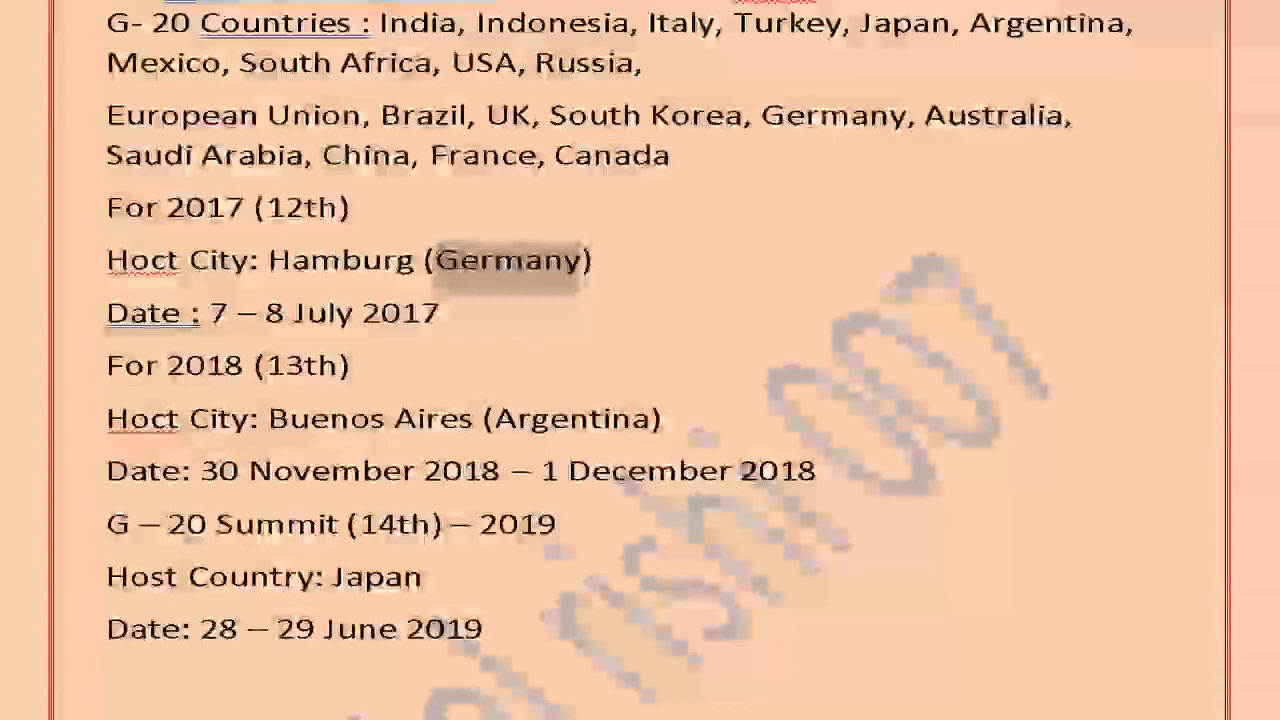 G- 20 Countries : India, Indonesia, Italy, Turkey, Japan, Argentina,
Mexico, South Africa, USA, Russia,
European Union, Brazil, UK, South Korea, Germany, Australia,
Saudi Arabia, China, France, Canada
For 2017 (12th)
Hoct City: Hamburg (Germany)
Date : 7 – 8 July 2017
For 2018 (13th)
Hoct City: Buenos Aires (Argentina)
Date: 30 November 2018 – 1 December 2018
G – 20 Summit (14th) – 2019
Host Country: Japan
Date: 28 – 29 June 2019